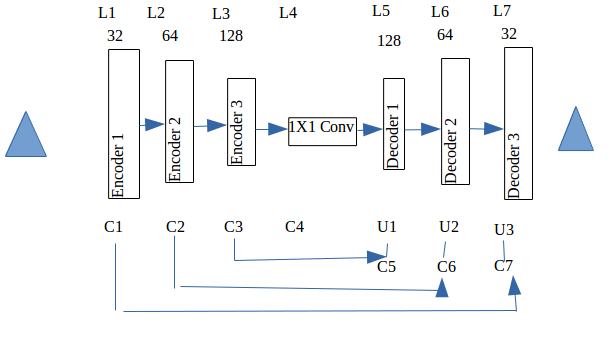 L1 L2 L3 L4 L5 L6 L7
32 64 128 128 64 32
Encoder 1
Encoder 2
Encoder 3
1X1 Conv
Decoder 1
Decoder 2
Decoder 3
C1 C2 C3 C4 U1 U2 U3
C5 C6 C7